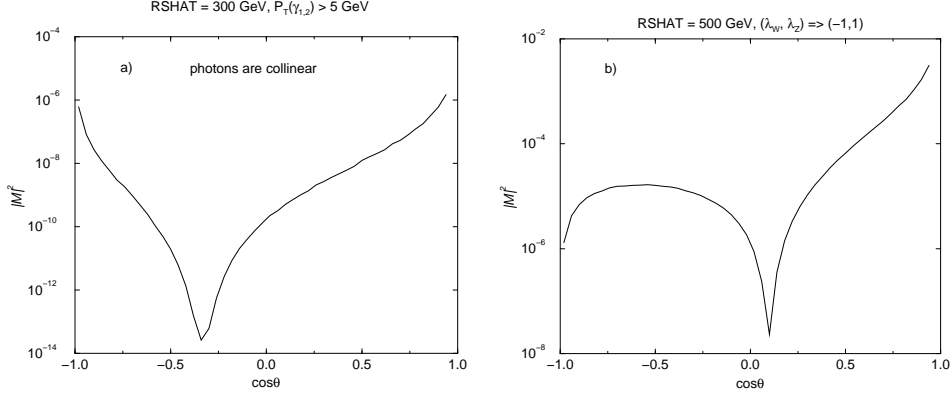 RSHAT = 300 GeV, P_T(γ_{1,2}) > 5 GeV
a) photons are collinear
|M|²
10⁻⁴
10⁻⁶
10⁻⁸
10⁻¹⁰
10⁻¹²
10⁻¹⁴
−1.0 −0.5 0.0 0.5 1.0
cosθ
RSHAT = 500 GeV, (λ_W, λ_Z) => (−1,1)
b)
|M|²
10⁻²
10⁻⁴
10⁻⁶
10⁻⁸
−1.0 −0.5 0.0 0.5 1.0
cosθ